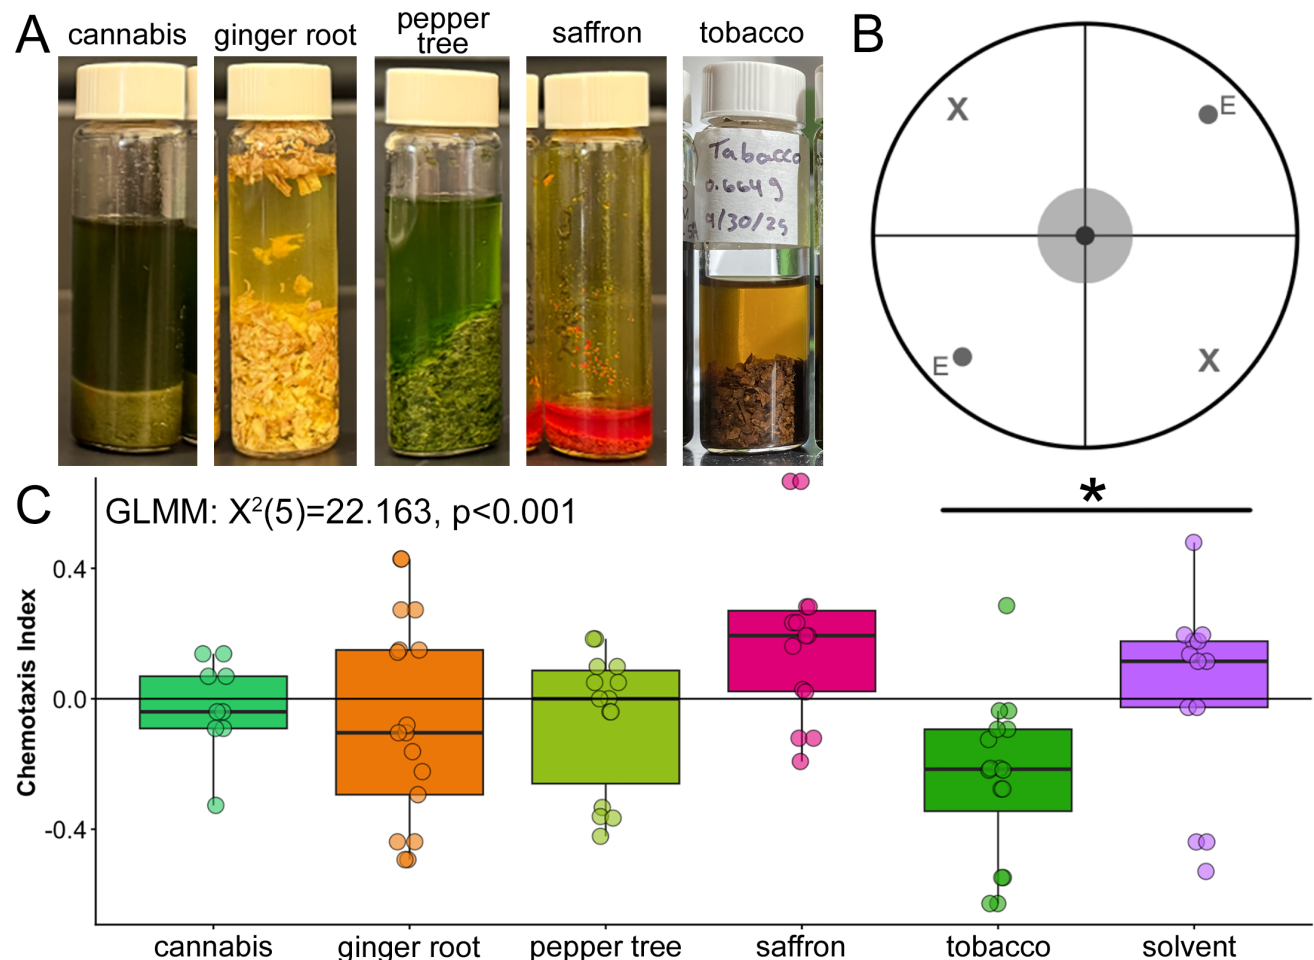 A
cannabis
ginger root
pepper
tree
saffron
tobacco
Tabacco
0.664g
9/30/25
B
X
E
E
X
C
GLMM: X²(5)=22.163, p<0.001
*
Chemotaxis Index
0.4
0.0
-0.4
cannabis
ginger root
pepper tree
saffron
tobacco
solvent